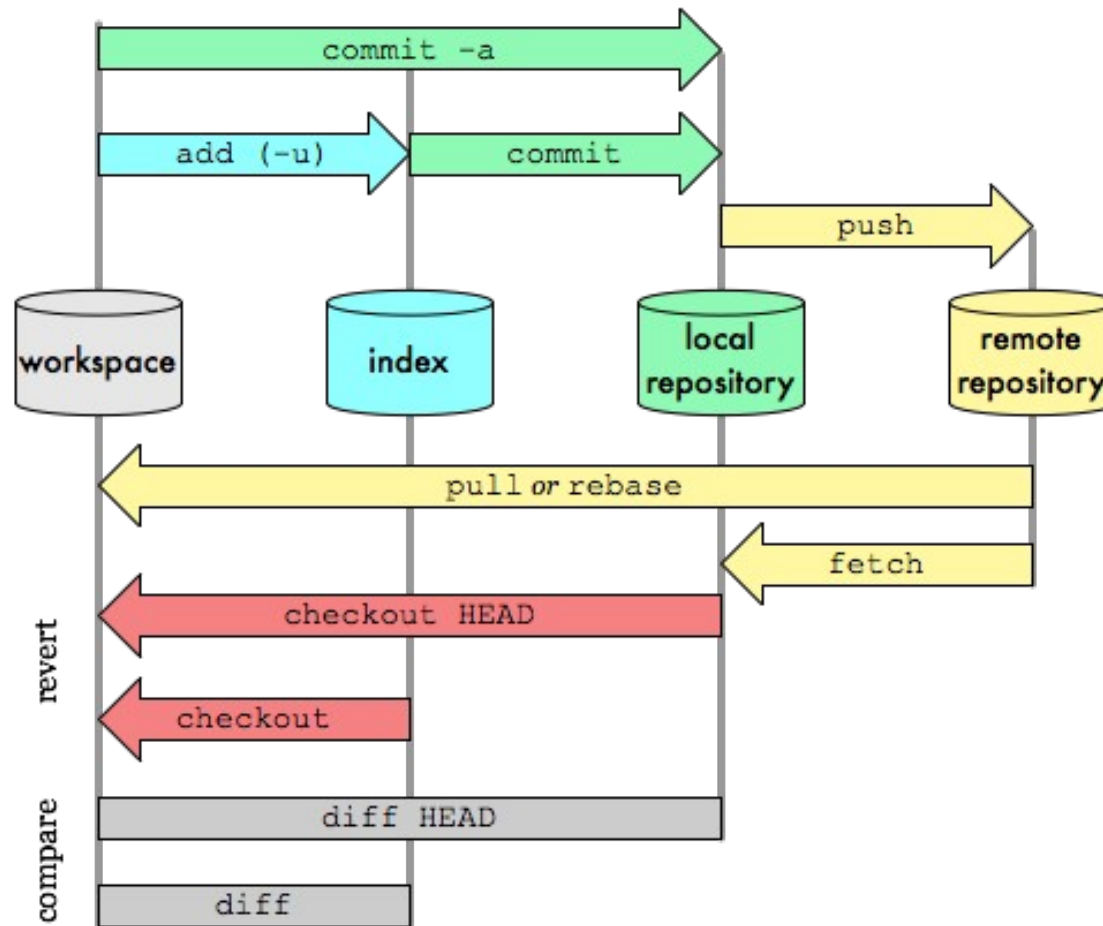 commit -a
add (-u)
commit
push
workspace
index
local
repository
remote
repository
pull or rebase
fetch
revert
checkout HEAD
checkout
compare
diff HEAD
diff